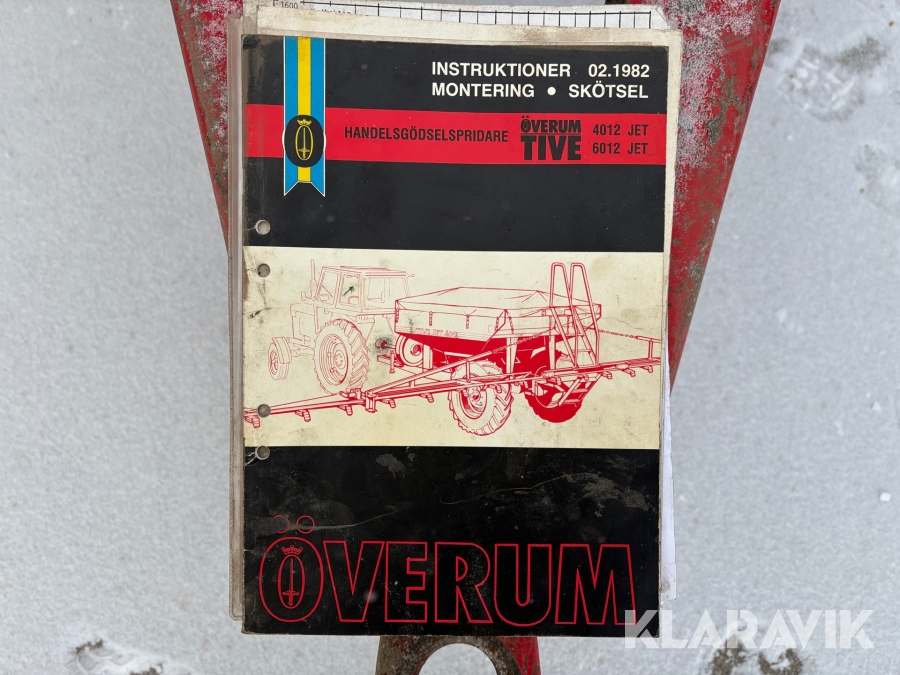 INSTRUKTIONER 02.1982
MONTERING • SKÖTSEL
HANDELSGÖDSELSPRIDARE ÖVERUM TIVE 4012 JET
6012 JET
ÖVERUM
KLARAVIK